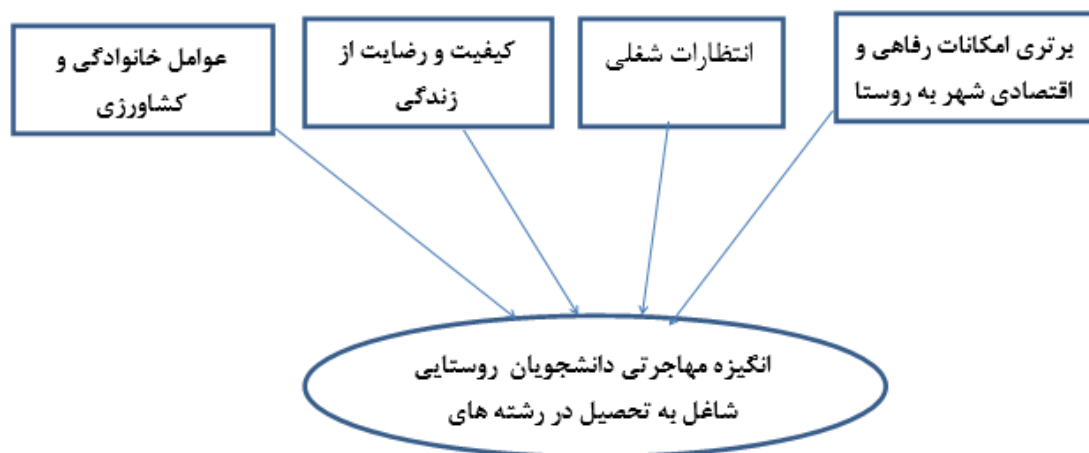 برتری امکانات رفاهی و
اقتصادی شهر به روستا
انتظارات شغلی
کیفیت و رضایت از
زندگی
عوامل خانوادگی و
کشاورزی
انگیزه مهاجرتی دانشجویان روستایی
شاغل به تحصیل در رشته های